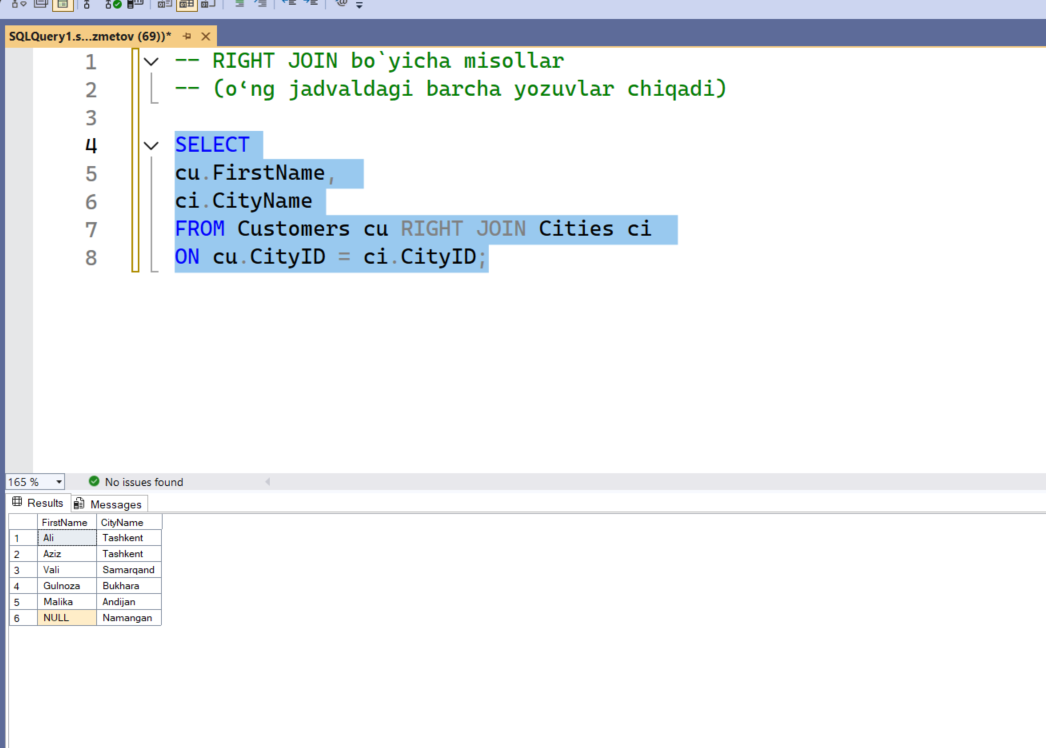 SQLQuery1.s...zmetov (69))*
1 -- RIGHT JOIN bo`yicha misollar
2 -- (o‘ng jadvaldagi barcha yozuvlar chiqadi)
3
4 SELECT
5 cu.FirstName,
6 ci.CityName
7 FROM Customers cu RIGHT JOIN Cities ci
8 ON cu.CityID = ci.CityID;
165 % No issues found
Results Messages
FirstName CityName
1 Ali Tashkent
2 Aziz Tashkent
3 Vali Samarqand
4 Gulnoza Bukhara
5 Malika Andijan
6 NULL Namangan